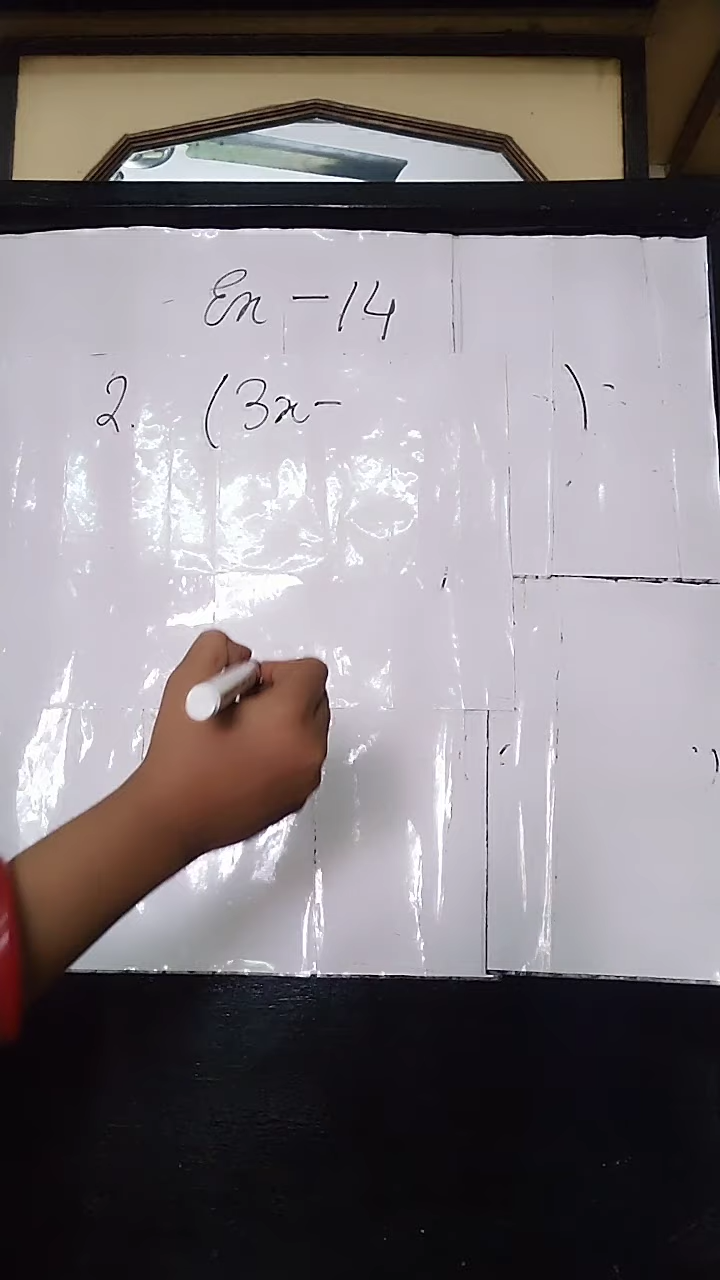 Ex - 14
2. (3x - ) =